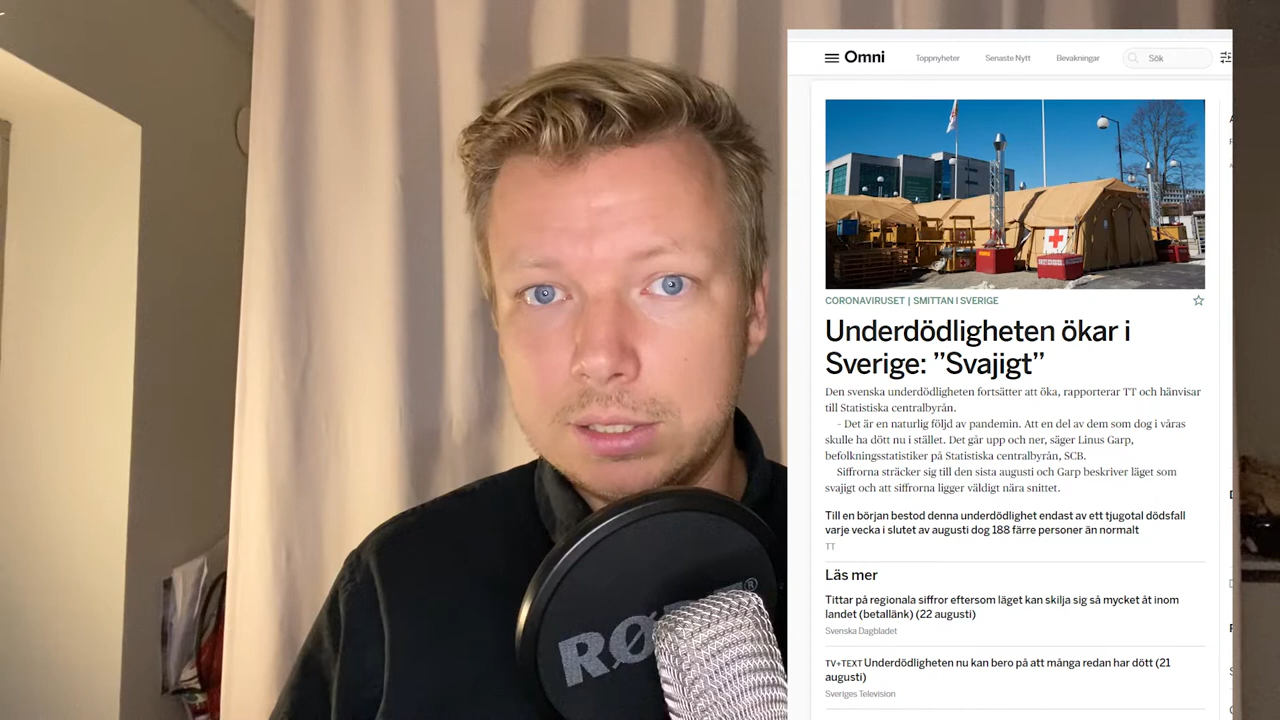 Omni
Toppnyheter
Senaste Nytt
Bevakningar
Sök
CORONAVIRUSET | SMITTAN I SVERIGE
Underdödligheten ökar i
Sverige: ”Svajigt”
Den svenska underdödligheten fortsätter att öka, rapporterar TT och hänvisar
till Statistiska centralbyrån.
- Det är en naturlig följd av pandemin. Att en del av dem som dog i våras
skulle ha dött nu i stället. Det går upp och ner, säger Linus Garp,
befolkningsstatistiker på Statistiska centralbyrån, SCB.
Siffrorna sträcker sig till den sista augusti och Garp beskriver läget som
svajigt och att siffrorna ligger väldigt nära snittet.
Till en början bestod denna underdödlighet endast av ett tjugotal dödsfall
varje vecka i slutet av augusti dog 188 färre personer än normalt
TT
Läs mer
Tittar på regionala siffror eftersom läget kan skilja sig så mycket åt inom
landet (betallänk) (22 augusti)
Svenska Dagbladet
TV+TEXT Underdödligheten nu kan bero på att många redan har dött (21
augusti)
Sveriges Television